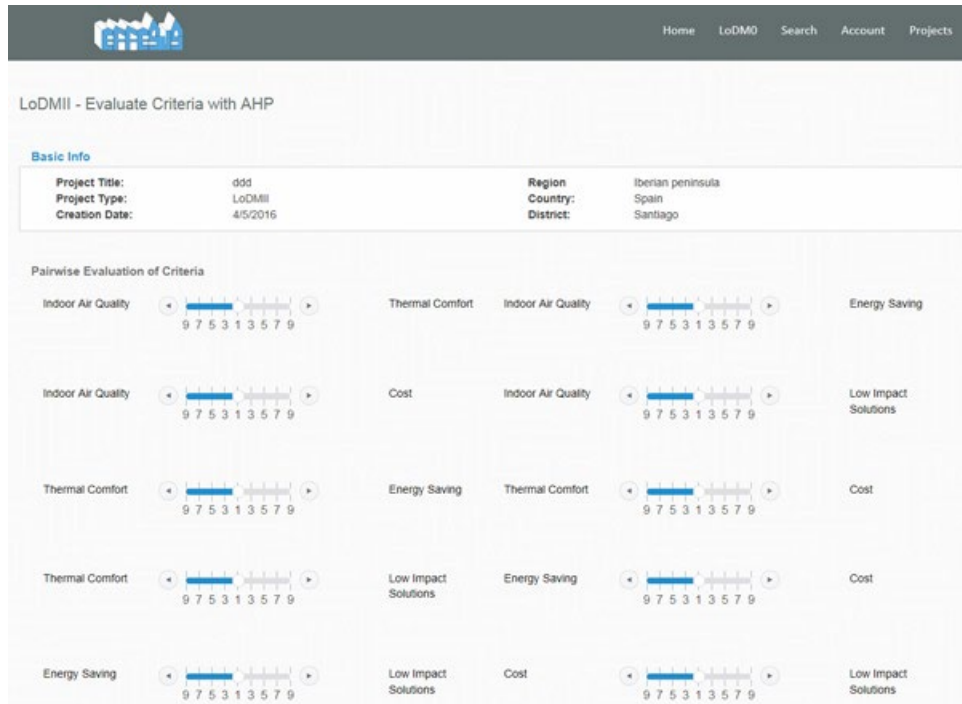 effesus
Home LoDM0 Search Account Projects
LoDMII - Evaluate Criteria with AHP
Basic Info
Project Title: ddd Region Iberian peninsula
Project Type: LoDMII Country: Spain
Creation Date: 4/5/2016 District: Santiago
Pairwise Evaluation of Criteria
Indoor Air Quality Thermal Comfort Indoor Air Quality Energy Saving
9 7 5 3 1 3 5 7 9 9 7 5 3 1 3 5 7 9
Indoor Air Quality Cost Indoor Air Quality Low Impact
Solutions
9 7 5 3 1 3 5 7 9 9 7 5 3 1 3 5 7 9
Thermal Comfort Energy Saving Thermal Comfort Cost
9 7 5 3 1 3 5 7 9 9 7 5 3 1 3 5 7 9
Thermal Comfort Low Impact Energy Saving Cost
Solutions
9 7 5 3 1 3 5 7 9 9 7 5 3 1 3 5 7 9
Energy Saving Low Impact Cost Low Impact
Solutions Solutions
9 7 5 3 1 3 5 7 9 9 7 5 3 1 3 5 7 9